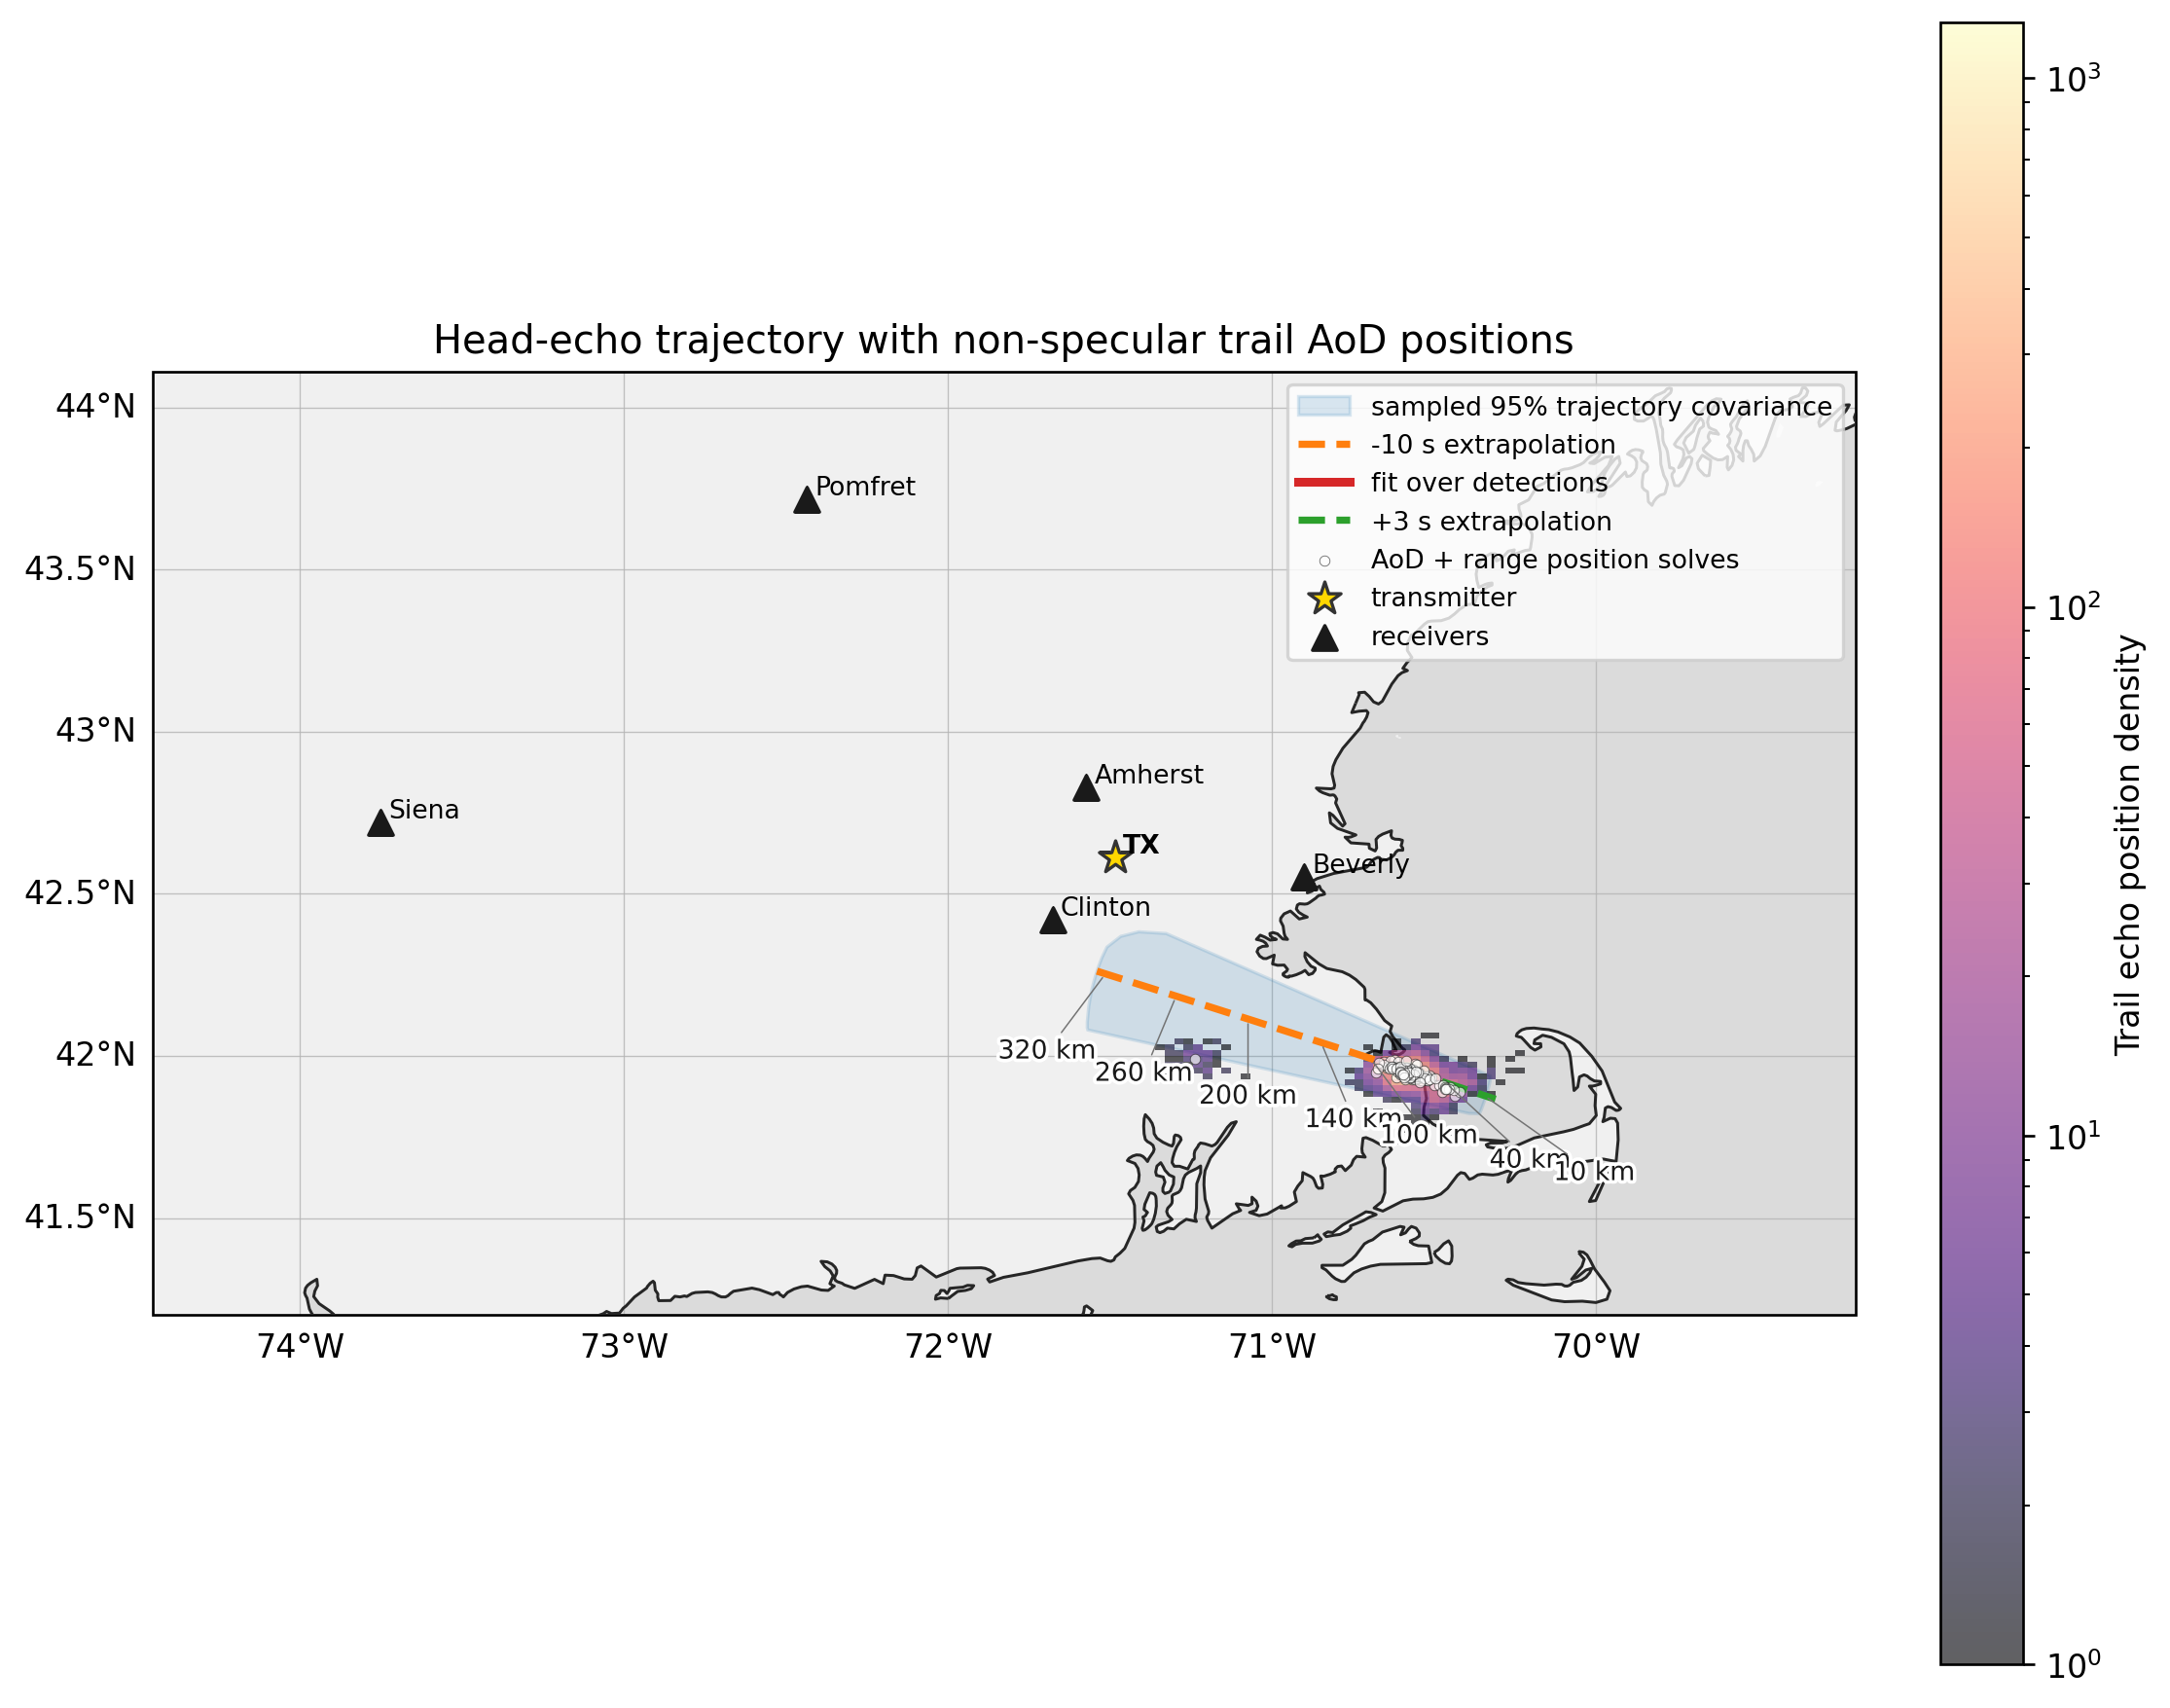 Head-echo trajectory with non-specular trail AoD positions
sampled 95% trajectory covariance
-10 s extrapolation
fit over detections
+3 s extrapolation
AoD + range position solves
transmitter
receivers
Pomfret
Amherst
Siena
TX
Beverly
Clinton
320 km
260 km
200 km
140 km
100 km
40 km
10 km
44°N
43.5°N
43°N
42.5°N
42°N
41.5°N
74°W
73°W
72°W
71°W
70°W
10³
10²
10¹
10⁰
Trail echo position density